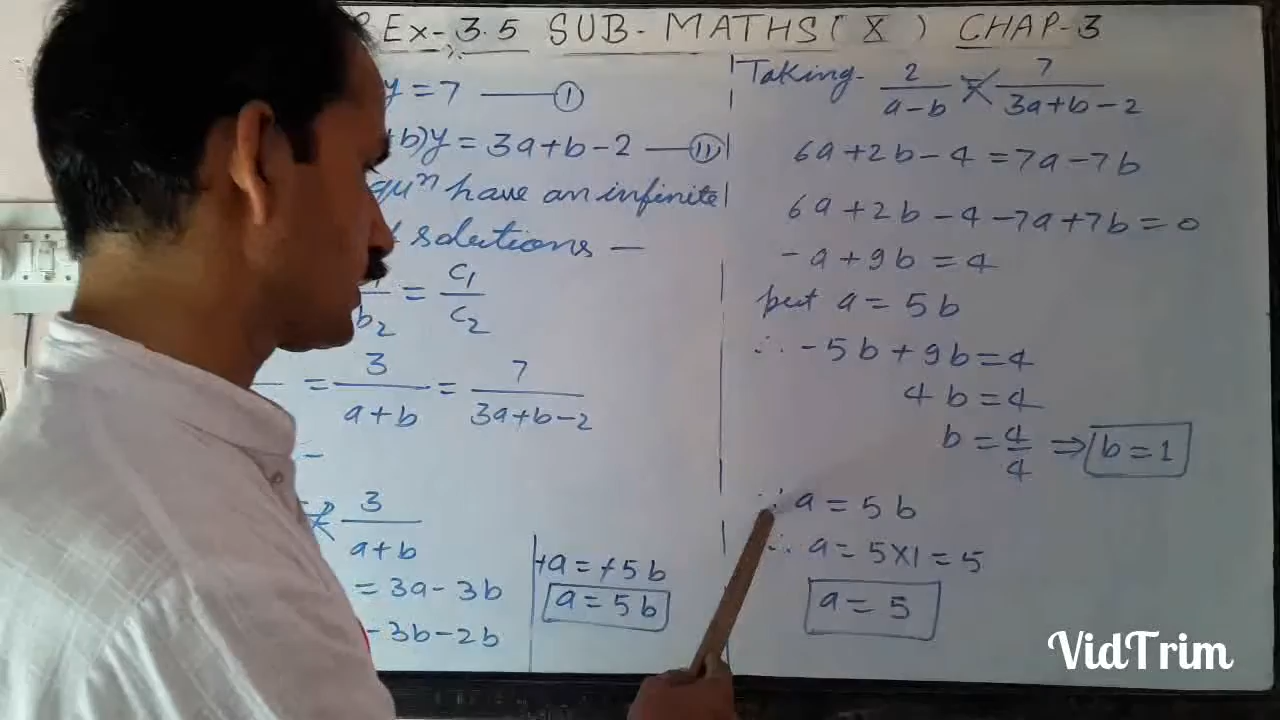 Ex-3.5 SUB- MATHS(X) CHAP-3
y = 7 —— (I)
+b)y = 3a+b-2 —— (II)
quⁿ have an infinite
solutions —
b₂ = c₁/c₂
= 3/(a+b) = 7/(3a+b-2)
3/(a+b)
= 3a-3b
-3b-2b
+a = +5b
a = 5b
Taking- 2/(a-b) = 7/(3a+b-2)
6a+2b-4 = 7a-7b
6a+2b-4-7a+7b = 0
-a+9b = 4
put a = 5b
∴ -5b+9b = 4
4b = 4
b = 4/4 ⇒ b = 1
∵ a = 5b
∴ a = 5×1 = 5
a = 5
VidTrim